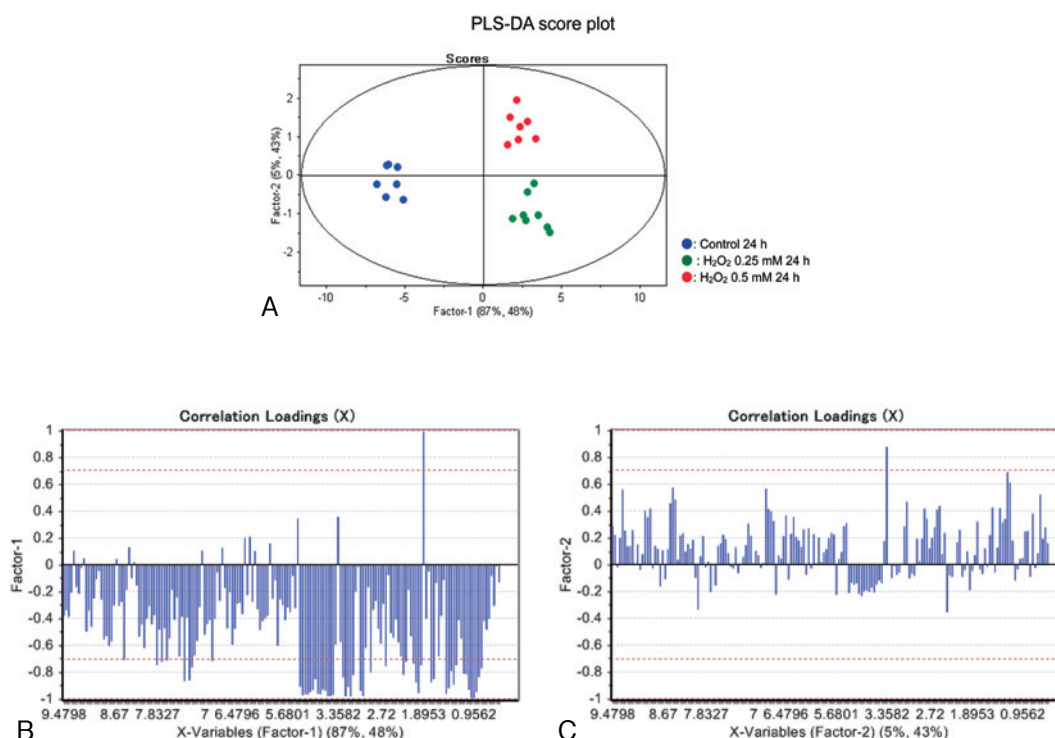 PLS-DA score plot
Scores
Factor-2 (5%, 43%)
2
1
0
-1
-2
-10
-5
0
5
10
Factor-1 (87%, 48%)
: Control 24 h
: H₂O₂ 0.25 mM 24 h
: H₂O₂ 0.5 mM 24 h
A
Correlation Loadings (X)
Factor-1
1
0.8
0.6
0.4
0.2
0
-0.2
-0.4
-0.6
-0.8
-1
9.4798 8.67 7.8327 7 6.4796 5.6801 3.3582 2.72 1.8953 0.9562
X-Variables (Factor-1) (87%, 48%)
B
Correlation Loadings (X)
Factor-2
1
0.8
0.6
0.4
0.2
0
-0.2
-0.4
-0.6
-0.8
-1
9.4798 8.67 7.8327 7 6.4796 5.6801 3.3582 2.72 1.8953 0.9562
X-Variables (Factor-2) (5%, 43%)
C